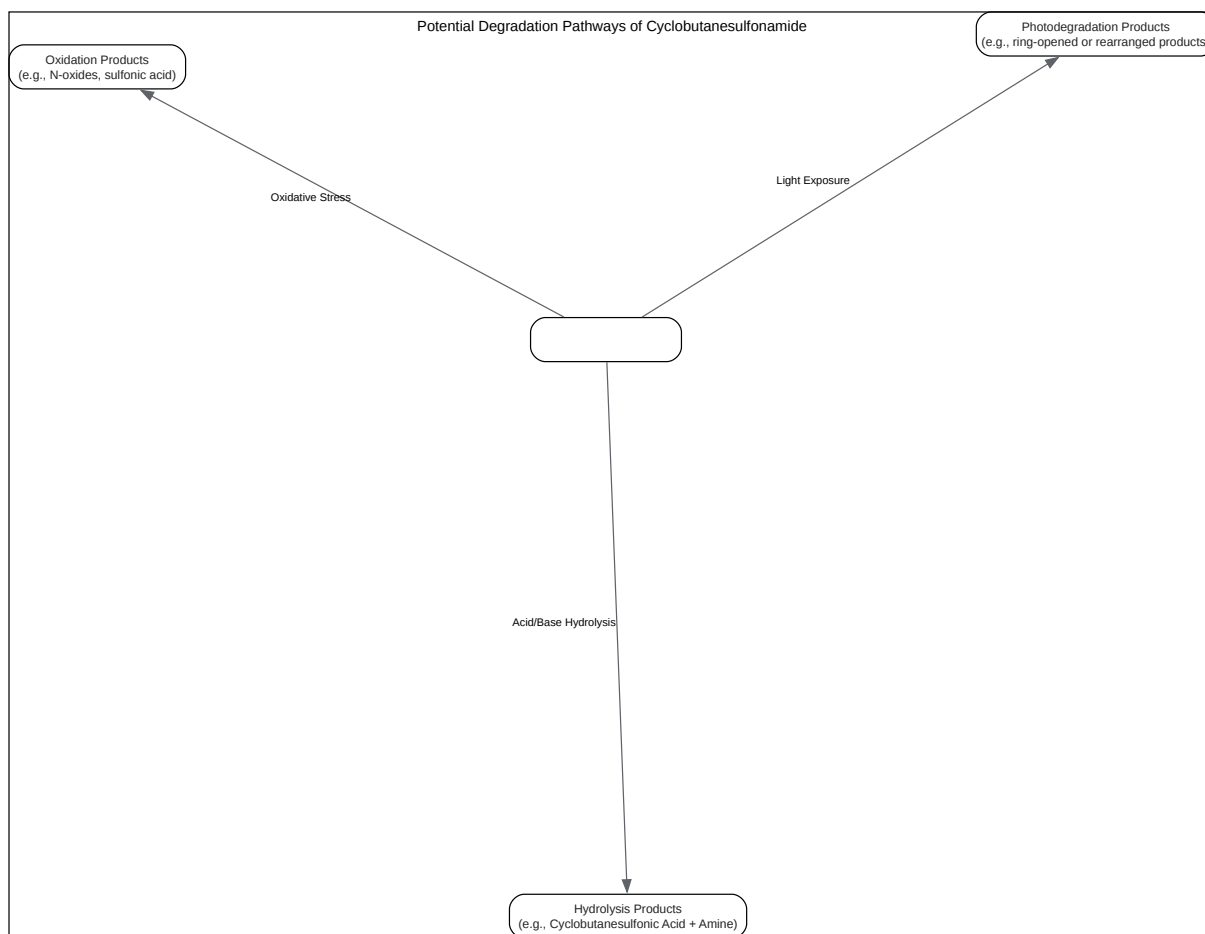 Potential Degradation Pathways of Cyclobutanesulfonamide
Photodegradation Products
(e.g., ring-opened or rearranged products
Oxidation Products
(e.g., N-oxides, sulfonic acid)
Light Exposure
Oxidative Stress
Acid/Base Hydrolysis
Hydrolysis Products
(e.g., Cyclobutanesulfonic Acid + Amine)